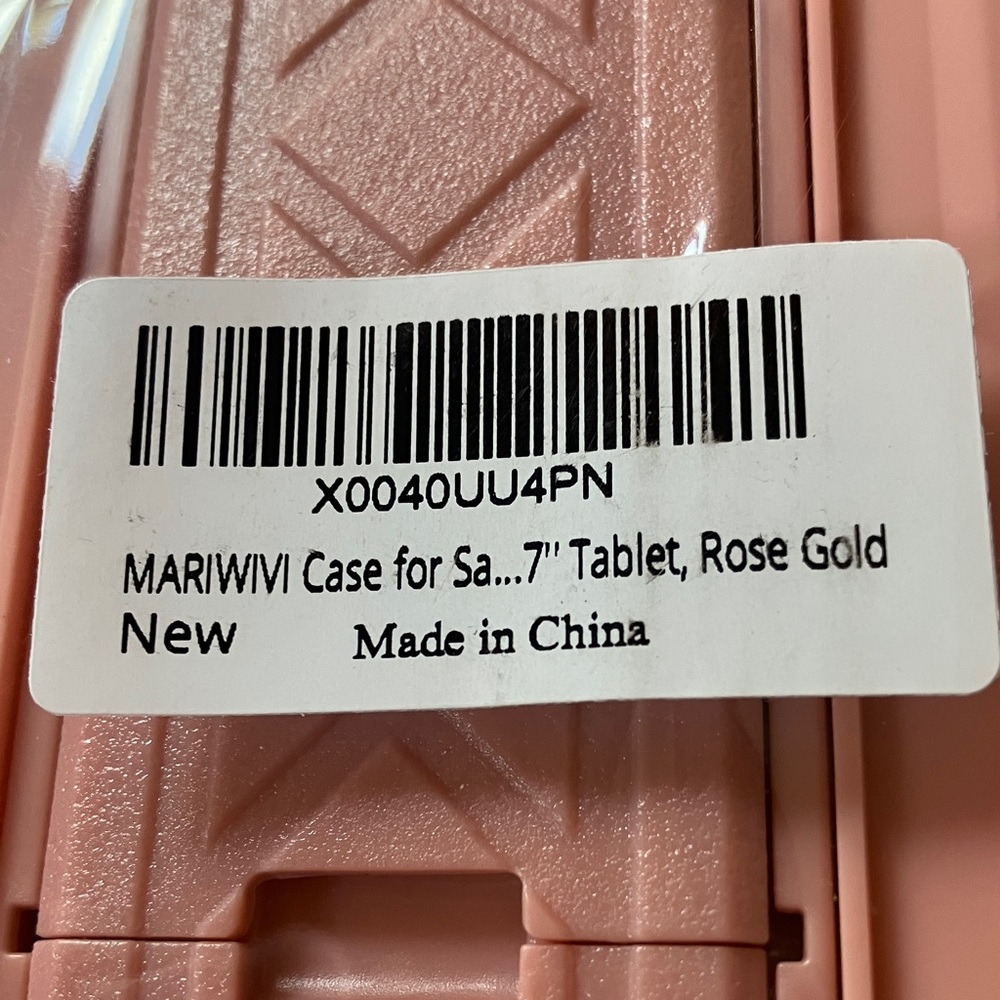 X0040UU4PN
MARIWIVI Case for Sa...7" Tablet, Rose Gold
New Made in China